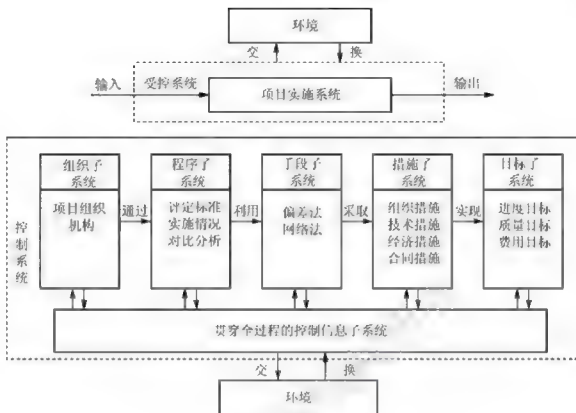 环境
交 换
输入 受控系统 项目实施系统 输出
组织子系统
程序子系统
手段子系统
措施子系统
目标子系统
控制系统
项目组织机构
通过
评定标准
实施情况
对比分析
利用
偏差法
网络法
采取
组织措施
技术措施
经济措施
合同措施
实现
进度目标
质量目标
费用目标
贯穿全过程的控制信息子系统
交 换
环境